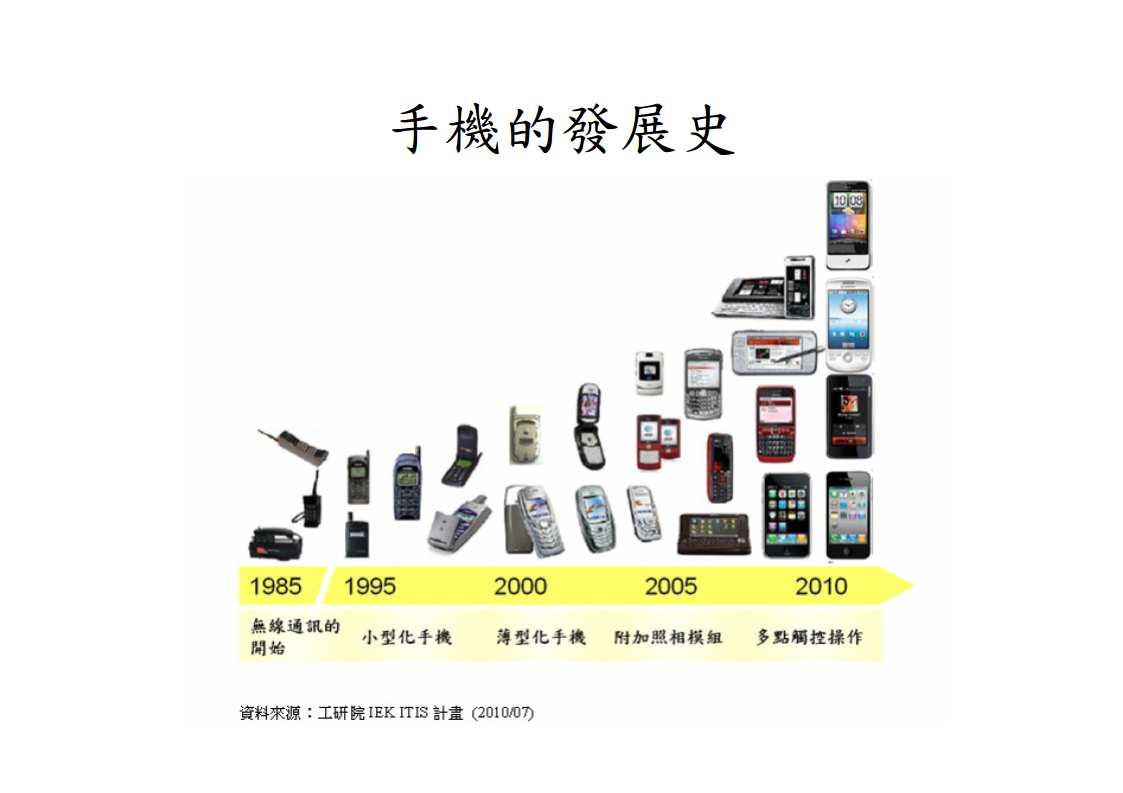 手機的發展史
10 08
1985 1995 2000 2005 2010
無線通訊的
開始
小型化手機 薄型化手機 附加照相模組 多點觸控操作
資料來源：工研院 IEK ITIS 計畫 (2010/07)